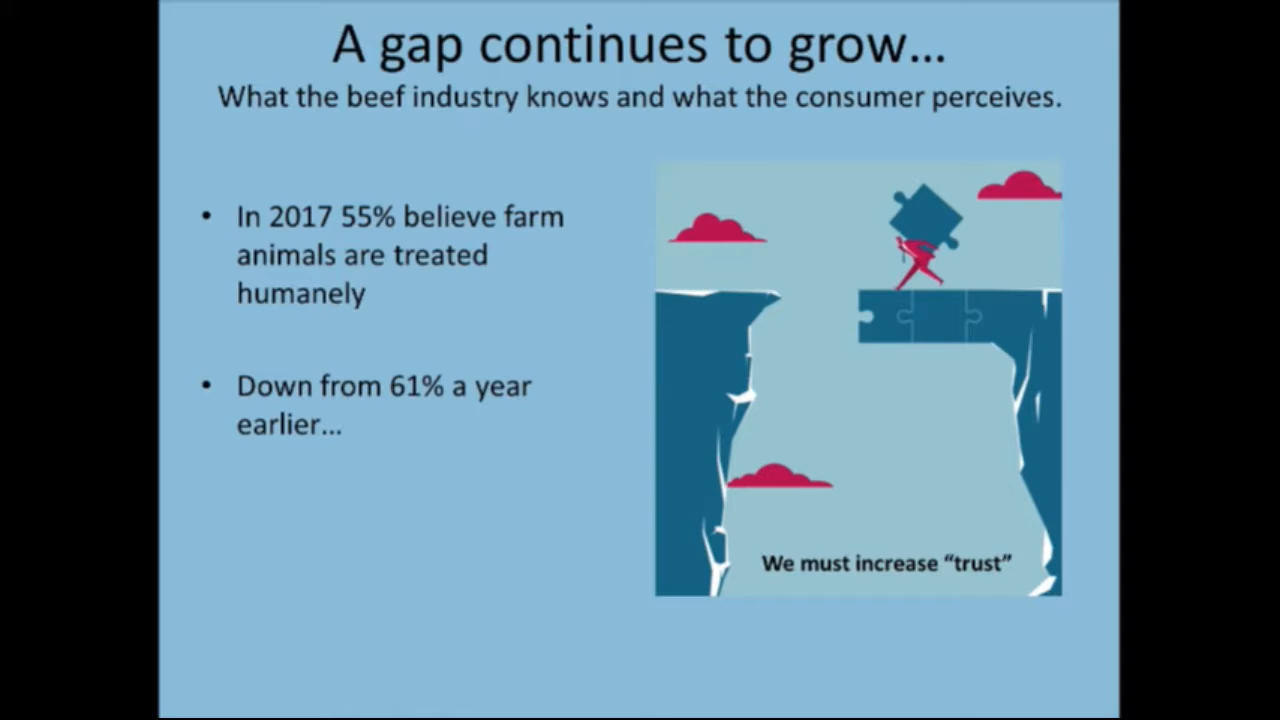 A gap continues to grow...
What the beef industry knows and what the consumer perceives.
• In 2017 55% believe farm
animals are treated
humanely
• Down from 61% a year
earlier...
We must increase “trust”